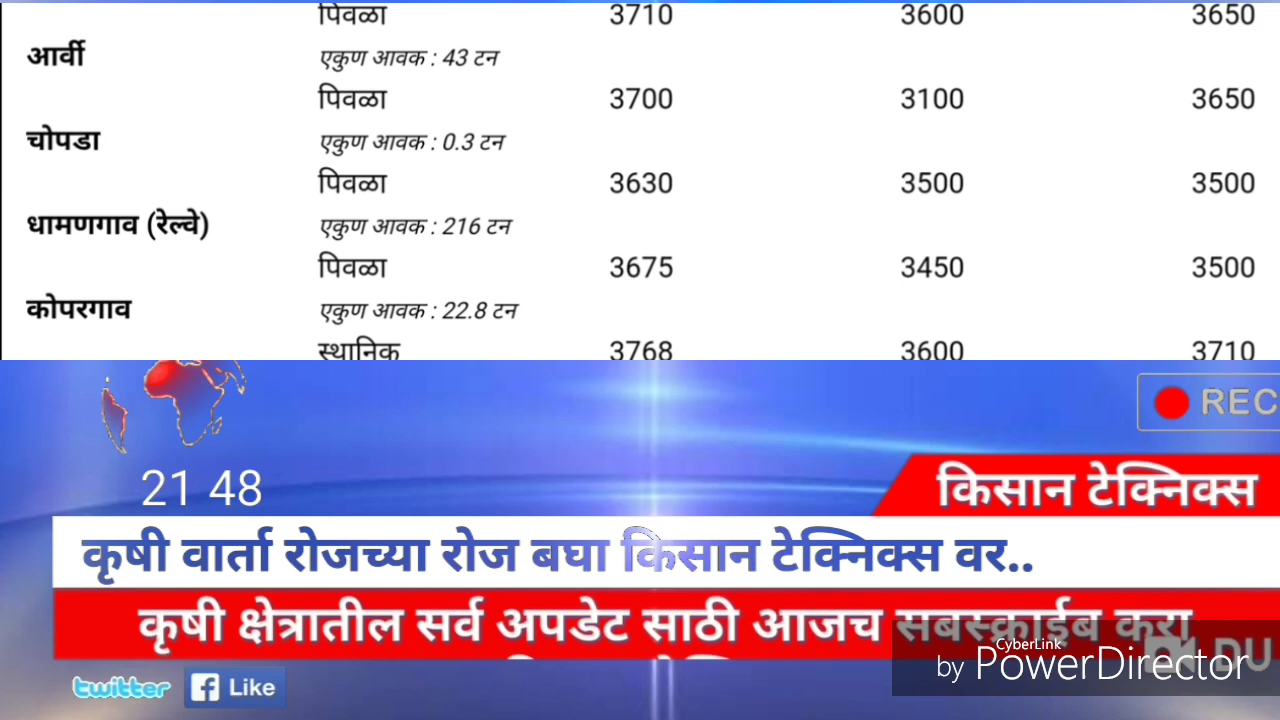 पिवळा 3710 3600 3650
आर्वी एकुण आवक : 43 टन
पिवळा 3700 3100 3650
चोपडा एकुण आवक : 0.3 टन
पिवळा 3630 3500 3500
धामणगाव (रेल्वे) एकुण आवक : 216 टन
पिवळा 3675 3450 3500
कोपरगाव एकुण आवक : 22.8 टन
स्थानिक 3768 3600 3710
REC
21 48
किसान टेक्निक्स
कृषी वार्ता रोजच्या रोज बघा किसान टेक्निक्स वर..
कृषी क्षेत्रातील सर्व अपडेट साठी आजच सबस्क्राईब करा
CyberLink
by PowerDirector
DU
twitter
f Like